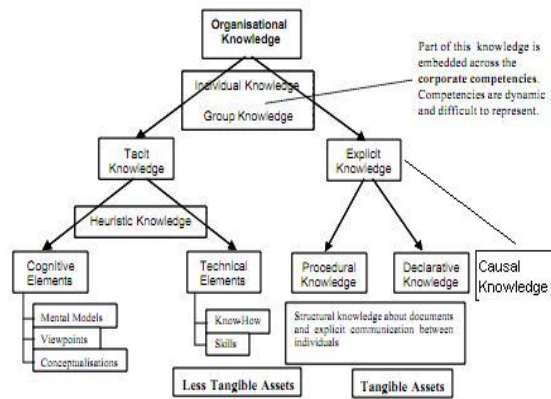 Organisational
Knowledge
Part of this knowledge is
embedded across the
corporate competencies.
Competencies are dynamic
and difficult to represent.
Individual Knowledge
Group Knowledge
Tacit
Knowledge
Explicit
Knowledge
Heuristic Knowledge
Cognitive
Elements
Technical
Elements
Procedural
Knowledge
Declarative
Knowledge
Causal
Knowledge
Mental Models
Viewpoints
Conceptualisations
Know-How
Skills
Structural knowledge about documents
and explicit communication between
individuals
Less Tangible Assets
Tangible Assets